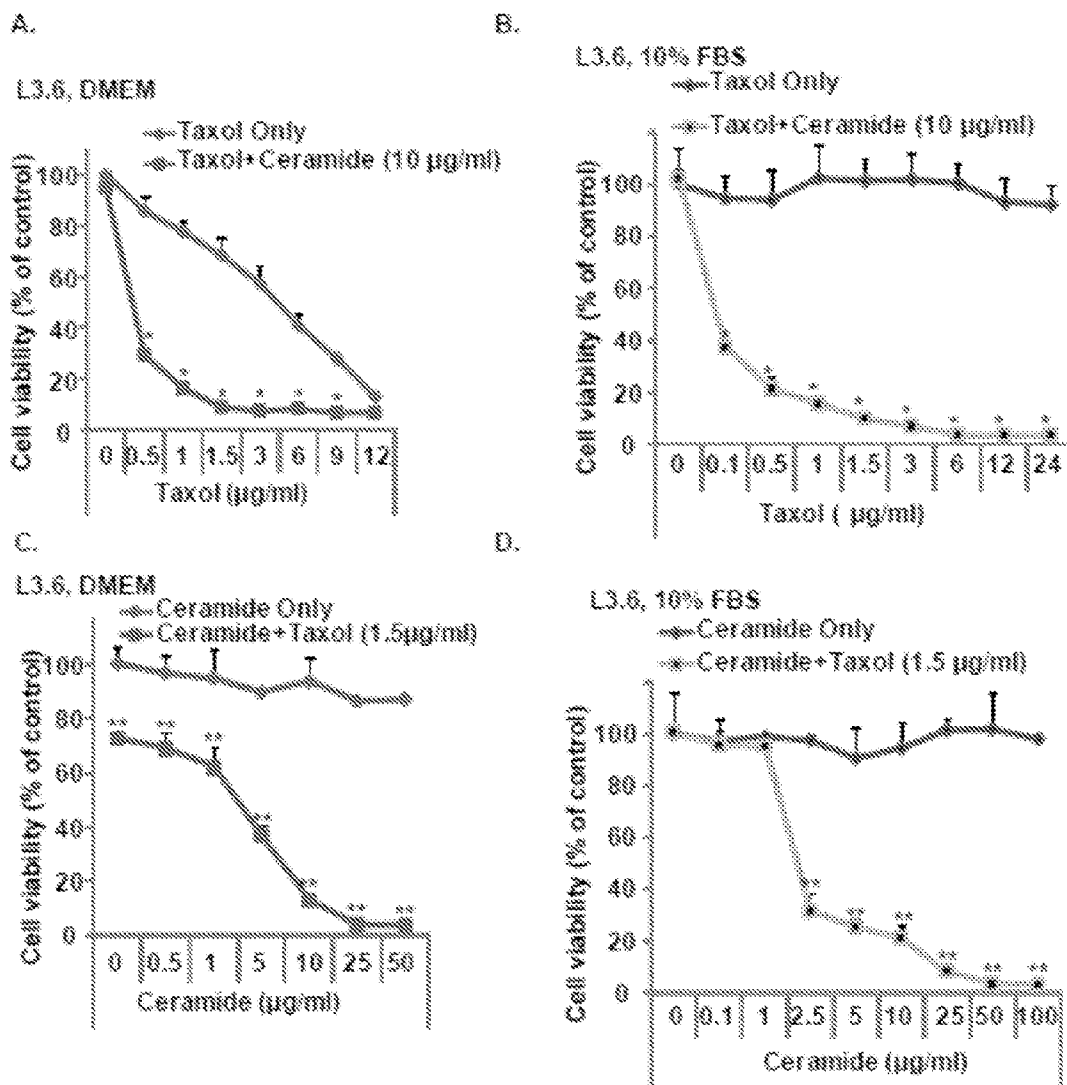 A.
L3.6, DMEM
Taxol Only
Taxol+Ceramide (10 µg/ml)
Cell viability (% of control)
100
80
60
40
20
0
0 0.5 1 1.5 3 6 9 12
Taxol (µg/ml)
B.
L3.6, 10% FBS
Taxol Only
Taxol+Ceramide (10 µg/ml)
Cell viability (% of control)
100
80
60
40
20
0
0 0.1 0.5 1 1.5 3 6 12 24
Taxol ( µg/ml)
C.
L3.6, DMEM
Ceramide Only
Ceramide+Taxol (1.5µg/ml)
Cell viability (% of control)
100
80
60
40
20
0
0 0.5 1 5 10 25 50
Ceramide (µg/ml)
D.
L3.6, 10% FBS
Ceramide Only
Ceramide+Taxol (1.5 µg/ml)
Cell viability (% of control)
100
80
60
40
20
0
0 0.1 1 2.5 5 10 25 50 100
Ceramide (µg/ml)